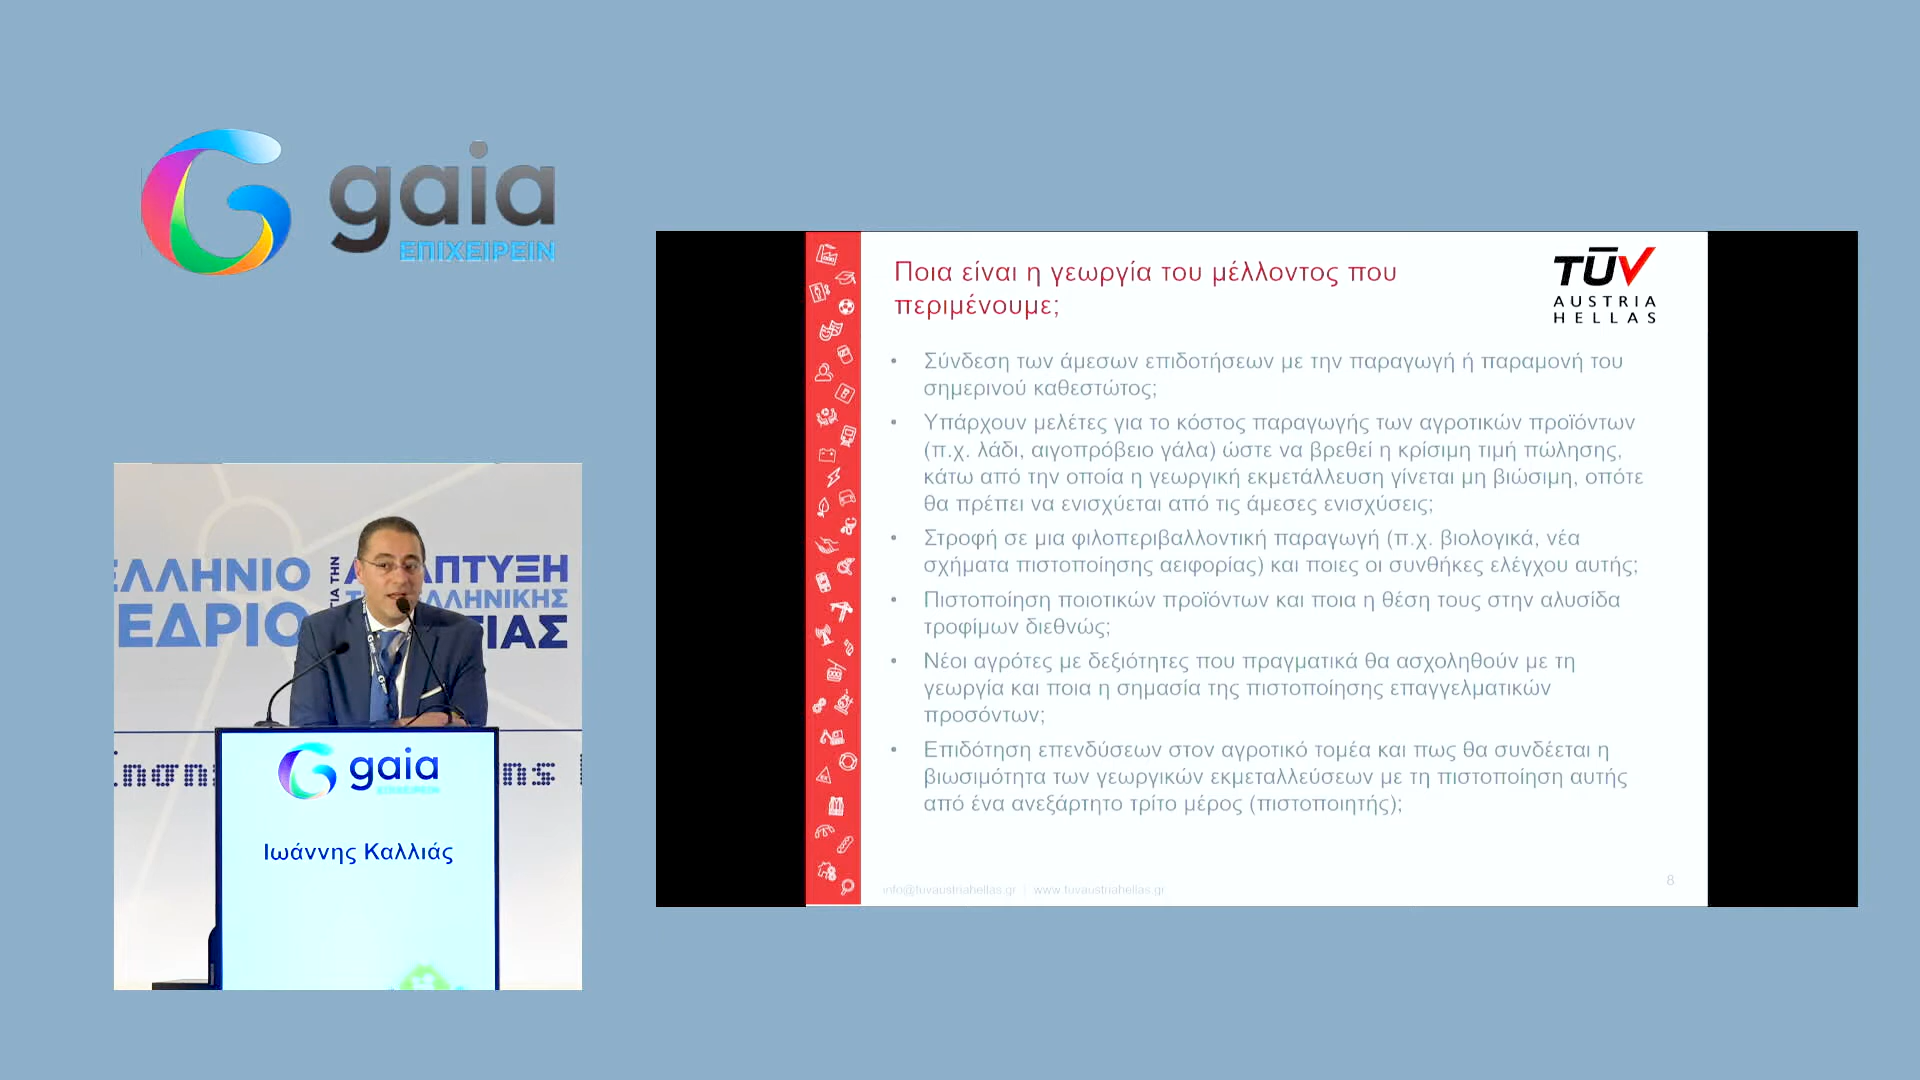 gaia
ΕΠΙΧΕΙΡΕΙΝ
ΕΛΛΗΝΙΟ
ΕΔΡΙΟ
ΓΙΑ ΤΗΝ
ΠΤΥΞΗ
ΛΛΗΝΙΚΗΣ
ΙΑΣ
gaia
ΕΠΙΧΕΙΡΕΙΝ
Ιωάννης Καλλιάς
Ποια είναι η γεωργία του μέλλοντος που
περιμένουμε;
TÜV
AUSTRIA
HELLAS
• Σύνδεση των άμεσων επιδοτήσεων με την παραγωγή ή παραμονή του
σημερινού καθεστώτος;
• Υπάρχουν μελέτες για το κόστος παραγωγής των αγροτικών προϊόντων
(π.χ. λάδι, αιγοπρόβειο γάλα) ώστε να βρεθεί η κρίσιμη τιμή πώλησης,
κάτω από την οποία η γεωργική εκμετάλλευση γίνεται μη βιώσιμη, οπότε
θα πρέπει να ενισχύεται από τις άμεσες ενισχύσεις;
• Στροφή σε μια φιλοπεριβαλλοντική παραγωγή (π.χ. βιολογικά, νέα
σχήματα πιστοποίησης αειφορίας) και ποιες οι συνθήκες ελέγχου αυτής;
• Πιστοποίηση ποιοτικών προϊόντων και ποια η θέση τους στην αλυσίδα
τροφίμων διεθνώς;
• Νέοι αγρότες με δεξιότητες που πραγματικά θα ασχοληθούν με τη
γεωργία και ποια η σημασία της πιστοποίησης επαγγελματικών
προσόντων;
• Επιδότηση επενδύσεων στον αγροτικό τομέα και πως θα συνδέεται η
βιωσιμότητα των γεωργικών εκμεταλλεύσεων με τη πιστοποίηση αυτής
από ένα ανεξάρτητο τρίτο μέρος (πιστοποιητής);
info@tuvaustriahellas.gr | www.tuvaustriahellas.gr
8